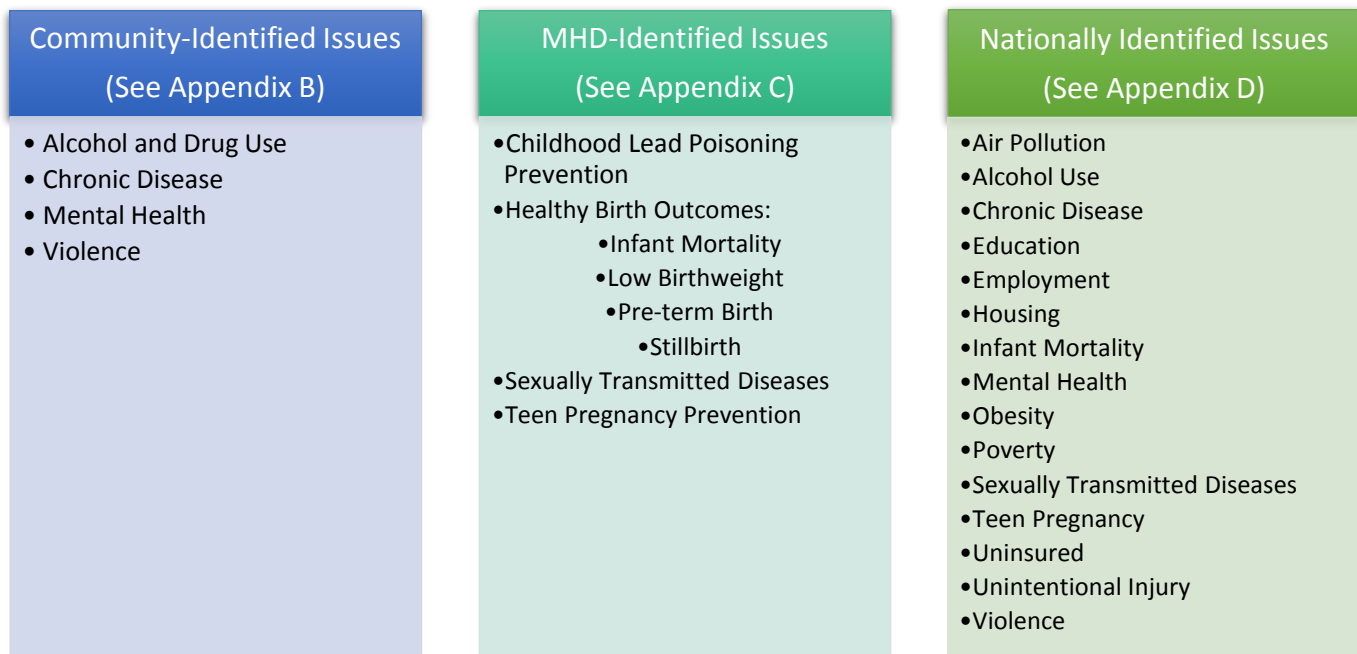 Community-Identified Issues
(See Appendix B)
• Alcohol and Drug Use
• Chronic Disease
• Mental Health
• Violence
MHD-Identified Issues
(See Appendix C)
•Childhood Lead Poisoning
Prevention
•Healthy Birth Outcomes:
•Infant Mortality
•Low Birthweight
•Pre-term Birth
•Stillbirth
•Sexually Transmitted Diseases
•Teen Pregnancy Prevention
Nationally Identified Issues
(See Appendix D)
•Air Pollution
•Alcohol Use
•Chronic Disease
•Education
•Employment
•Housing
•Infant Mortality
•Mental Health
•Obesity
•Poverty
•Sexually Transmitted Diseases
•Teen Pregnancy
•Uninsured
•Unintentional Injury
•Violence